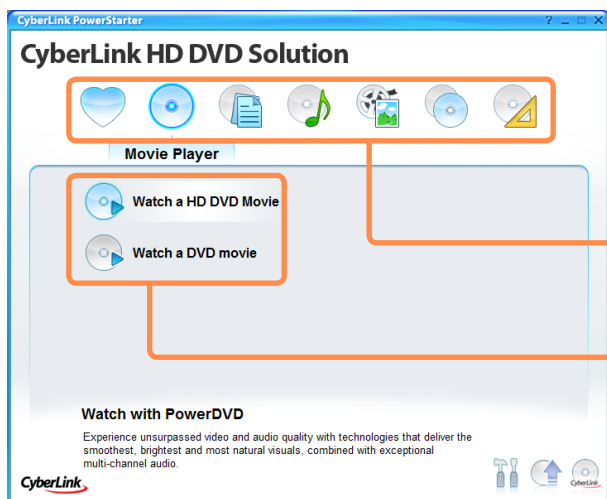 CyberLink PowerStarter
CyberLink HD DVD Solution
Movie Player
Watch a HD DVD Movie
Watch a DVD movie
Watch with PowerDVD
Experience unsurpassed video and audio quality with technologies that deliver the
smoothest, brightest and most natural visuals, combined with exceptional
multi-channel audio.
CyberLink
CyberLink